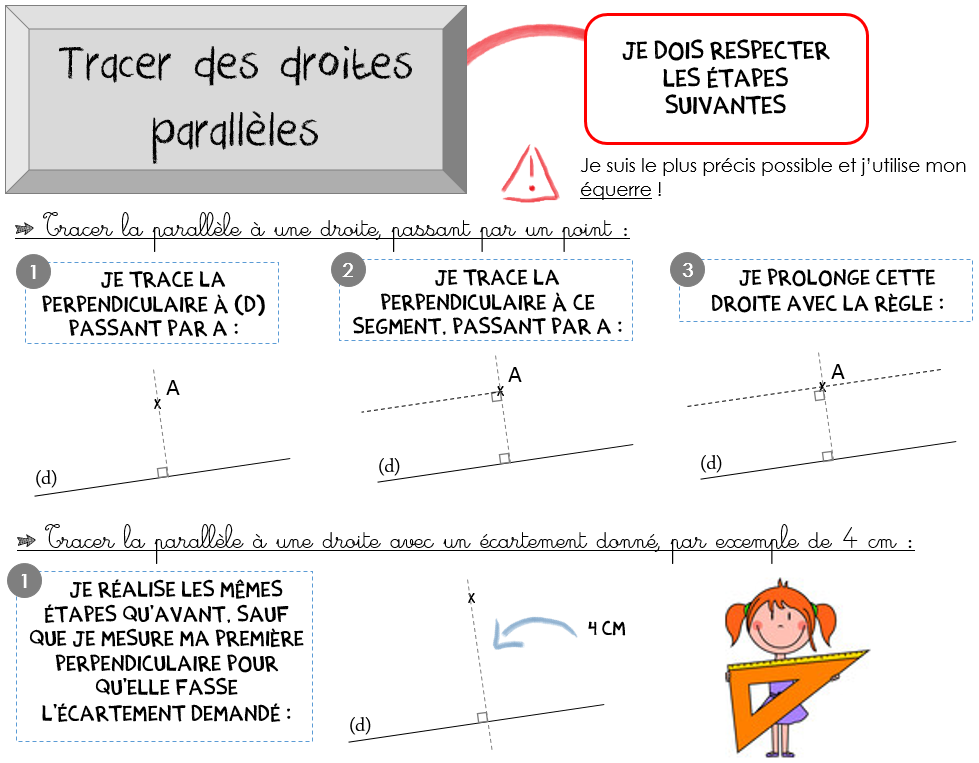 Tracer des droites
parallèles
JE DOIS RESPECTER
LES ÉTAPES
SUIVANTES
Je suis le plus précis possible et j'utilise mon
équerre !
Tracer la parallèle à une droite, passant par un point :
1
JE TRACE LA
PERPENDICULAIRE À (D)
PASSANT PAR A :
2
JE TRACE LA
PERPENDICULAIRE À CE
SEGMENT, PASSANT PAR A :
3
JE PROLONGE CETTE
DROITE AVEC LA RÈGLE :
A
x
(d)
A
x
(d)
A
x
(d)
Tracer la parallèle à une droite avec un écartement donné, par exemple de 4 cm :
1
JE RÉALISE LES MÊMES
ÉTAPES QU'AVANT, SAUF
QUE JE MESURE MA PREMIÈRE
PERPENDICULAIRE POUR
QU'ELLE FASSE
L'ÉCARTEMENT DEMANDÉ :
x
4 CM
(d)